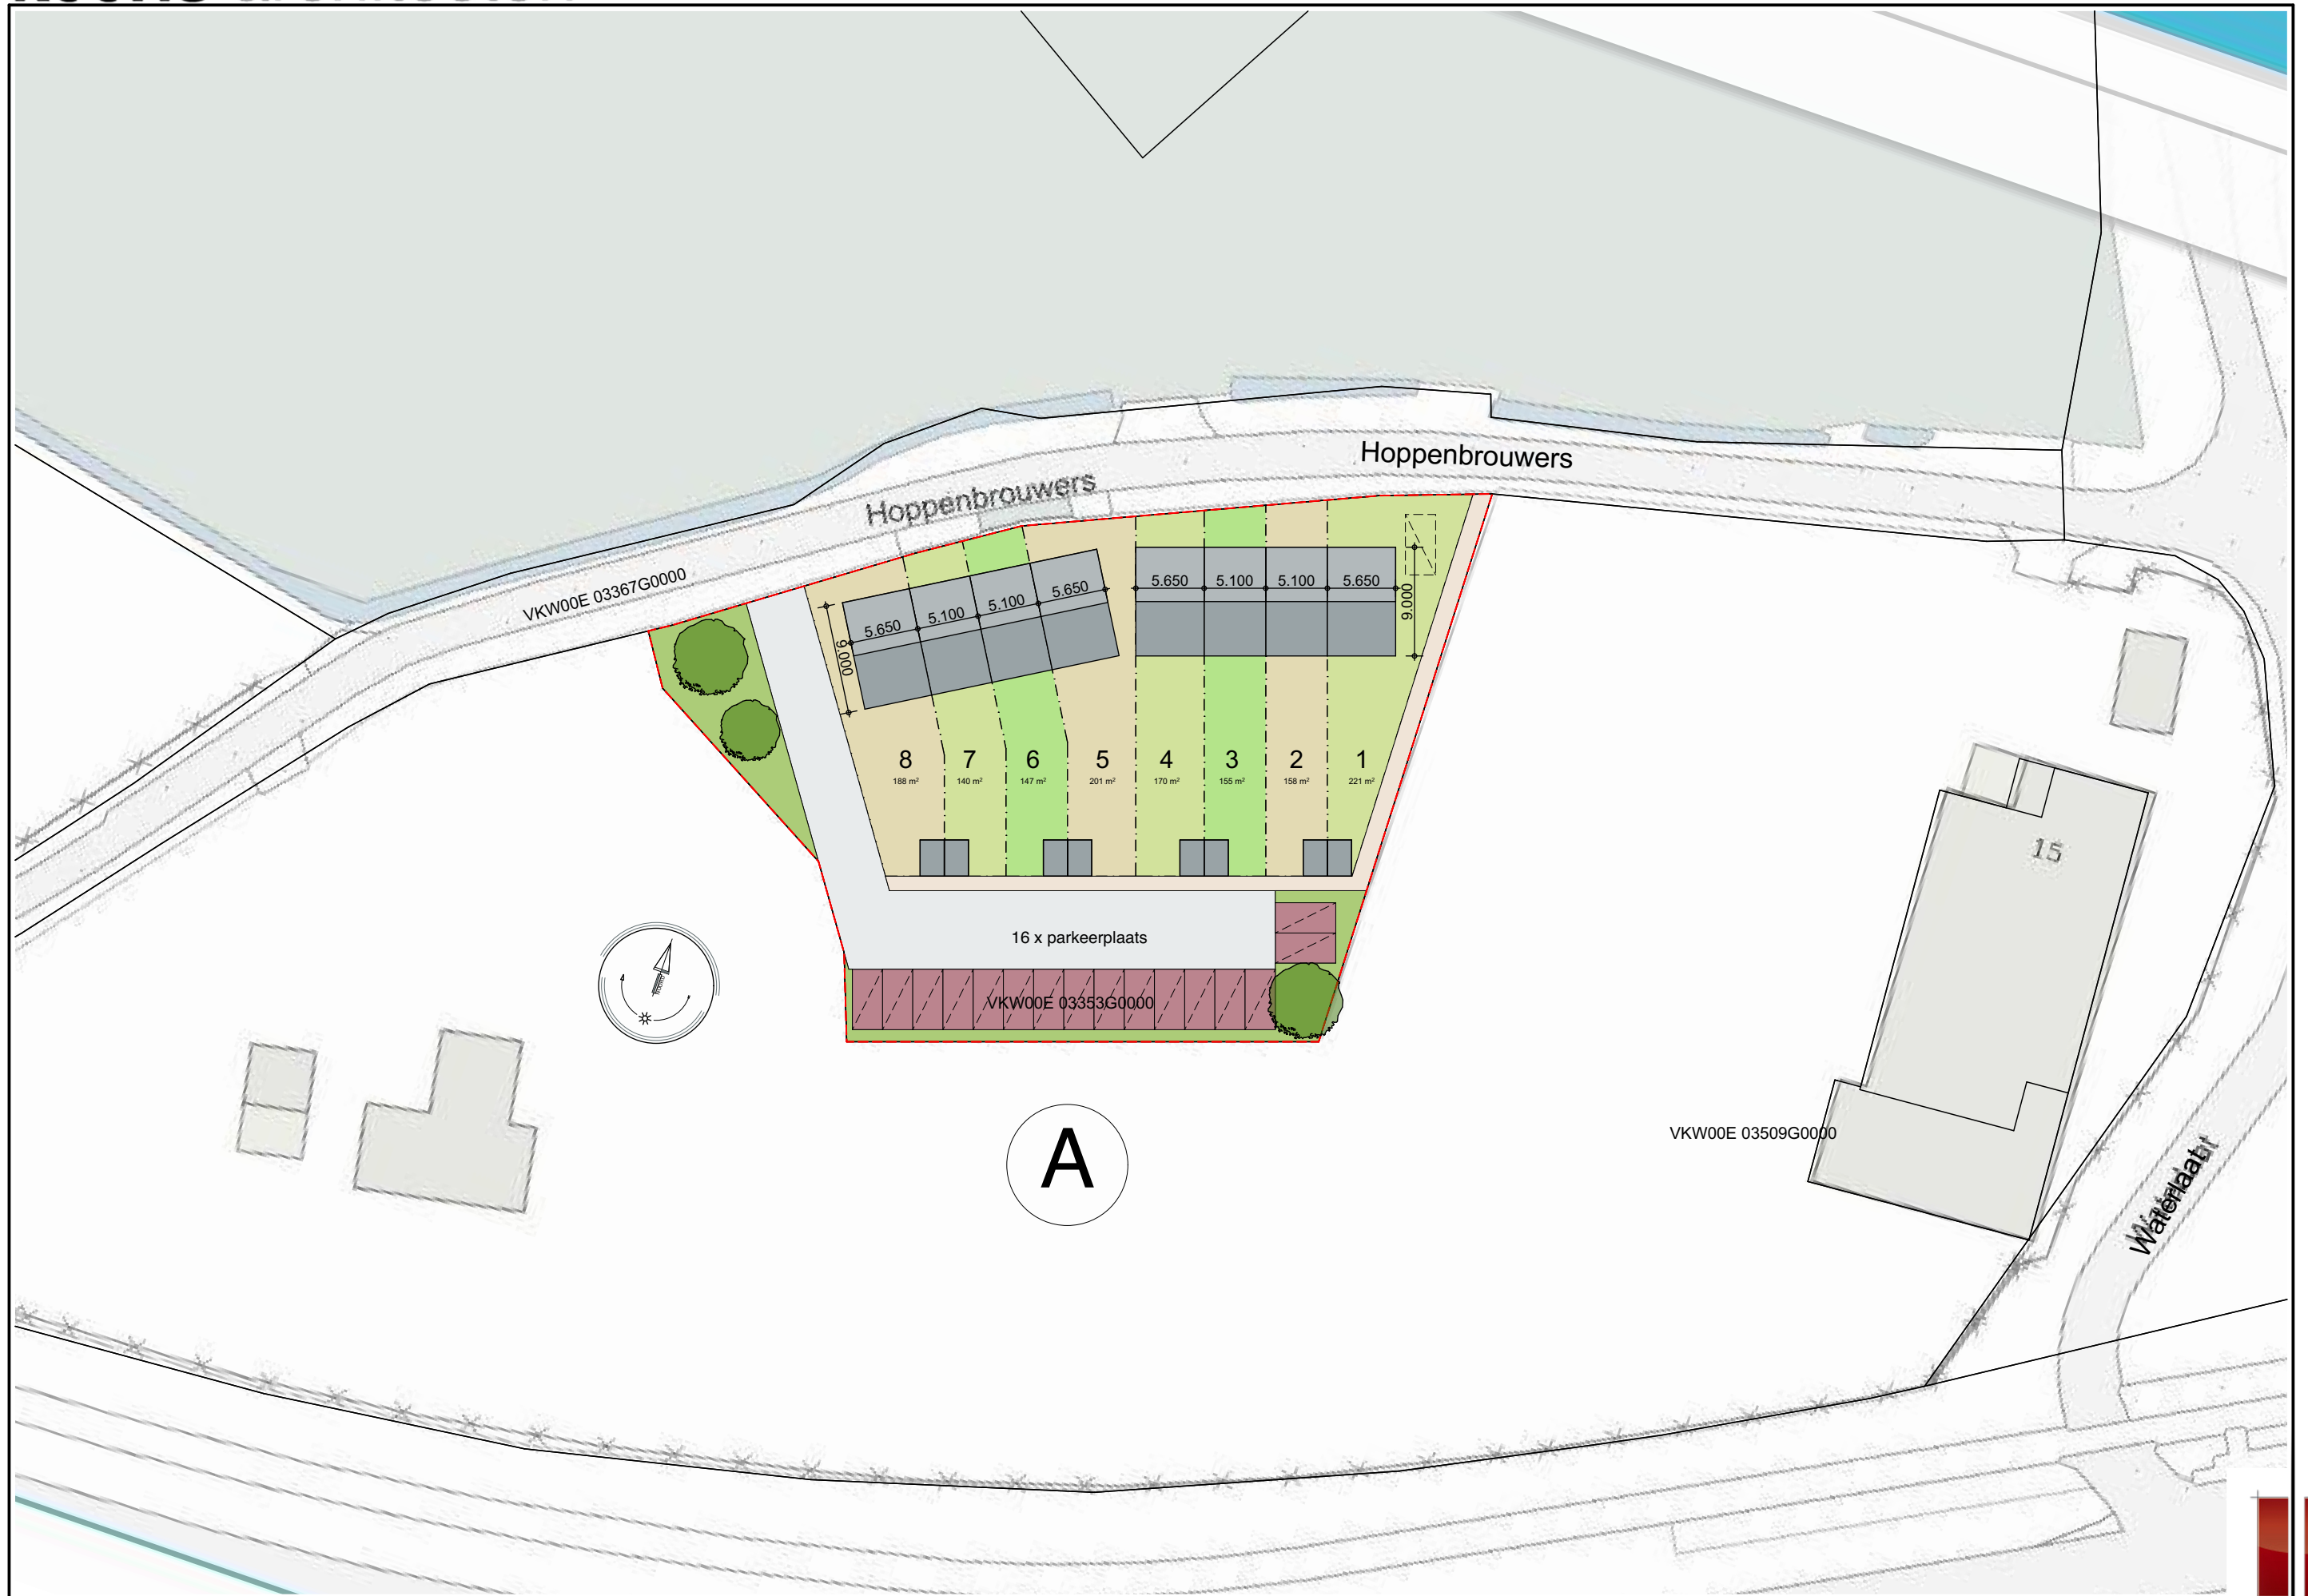 Hoppenbrouwers
Hoppenbrouwers
VKW00E 03367G0000
5.650
5.100
5.100
5.650
9.000
5.650
5.100
5.100
5.650
9.000
8
188 m²
7
140 m²
6
147 m²
5
201 m²
4
170 m²
3
155 m²
2
158 m²
1
221 m²
15
16 x parkeerplaats
VKW00E 03353G0000
A
VKW00E 03509G0000
Waterlaat